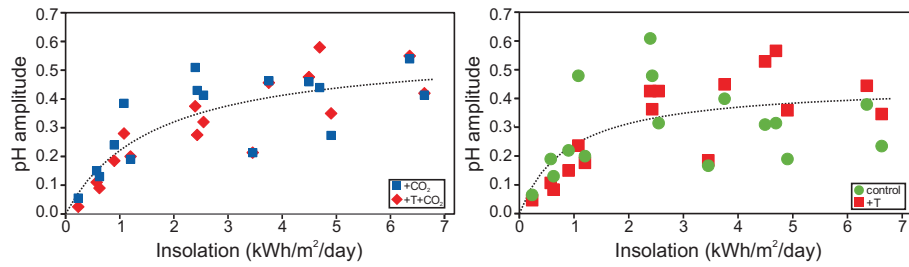 pH amplitude
0.7
0.6
0.5
0.4
0.3
0.2
0.1
0.0
0 1 2 3 4 5 6 7
Insolation (kWh/m²/day)
+CO₂
+T+CO₂
pH amplitude
0.7
0.6
0.5
0.4
0.3
0.2
0.1
0.0
0 1 2 3 4 5 6 7
Insolation (kWh/m²/day)
control
+T